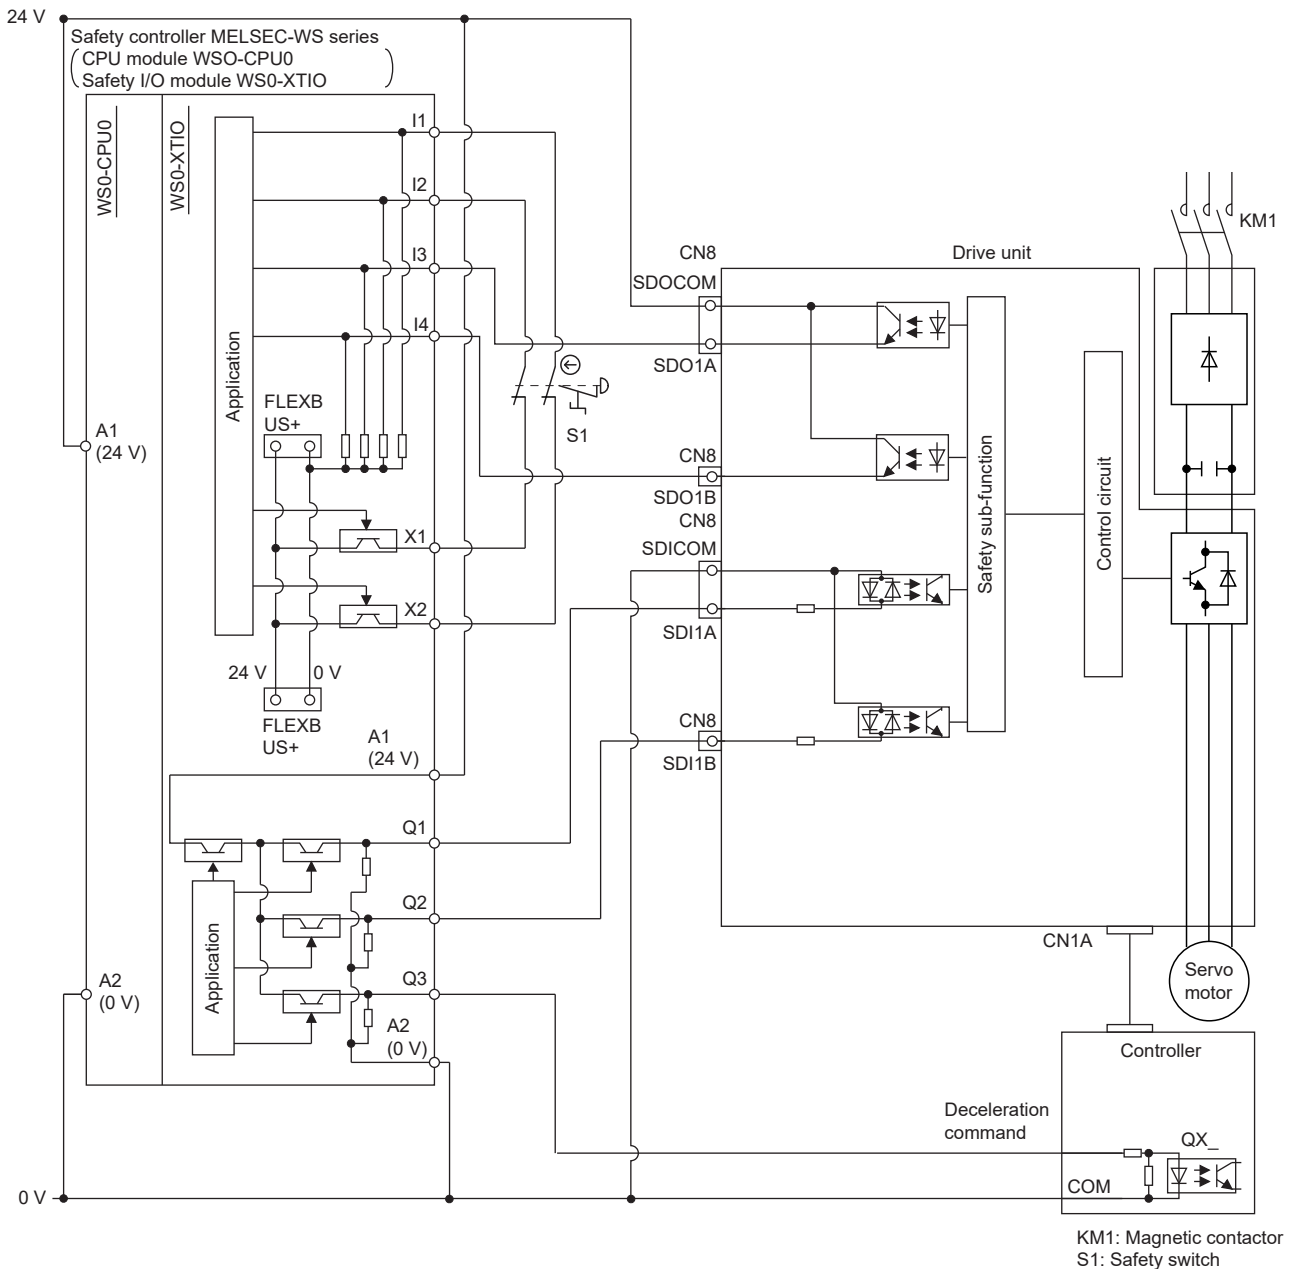 24 V
Safety controller MELSEC-WS series
CPU module WSO-CPU0
Safety I/O module WS0-XTIO
WS0-CPU0
WS0-XTIO
Application
I1
I2
I3
I4
FLEXB
US+
A1
(24 V)
X1
X2
24 V
0 V
FLEXB
US+
A1
(24 V)
Q1
Q2
Q3
Application
A2
(0 V)
A2
(0 V)
0 V
S1
CN8
SDOCOM
SDO1A
CN8
SDO1B
CN8
SDICOM
SDI1A
CN8
SDI1B
Drive unit
Safety sub-function
Control circuit
KM1
CN1A
Servo
motor
Controller
Deceleration
command
QX_
COM
KM1: Magnetic contactor
S1: Safety switch